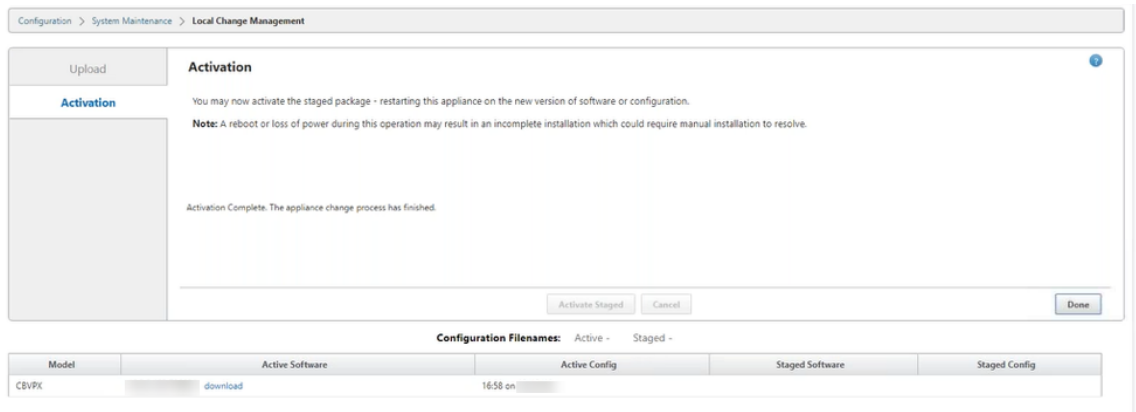 Configuration > System Maintenance > Local Change Management
Upload
Activation
Activation
?
You may now activate the staged package - restarting this appliance on the new version of software or configuration.
Note: A reboot or loss of power during this operation may result in an incomplete installation which could require manual installation to resolve.
Activation Complete. The appliance change process has finished.
Activate Staged Cancel Done
Configuration Filenames: Active - Staged -
Model Active Software Active Config Staged Software Staged Config
CBVPX download 16:58 on